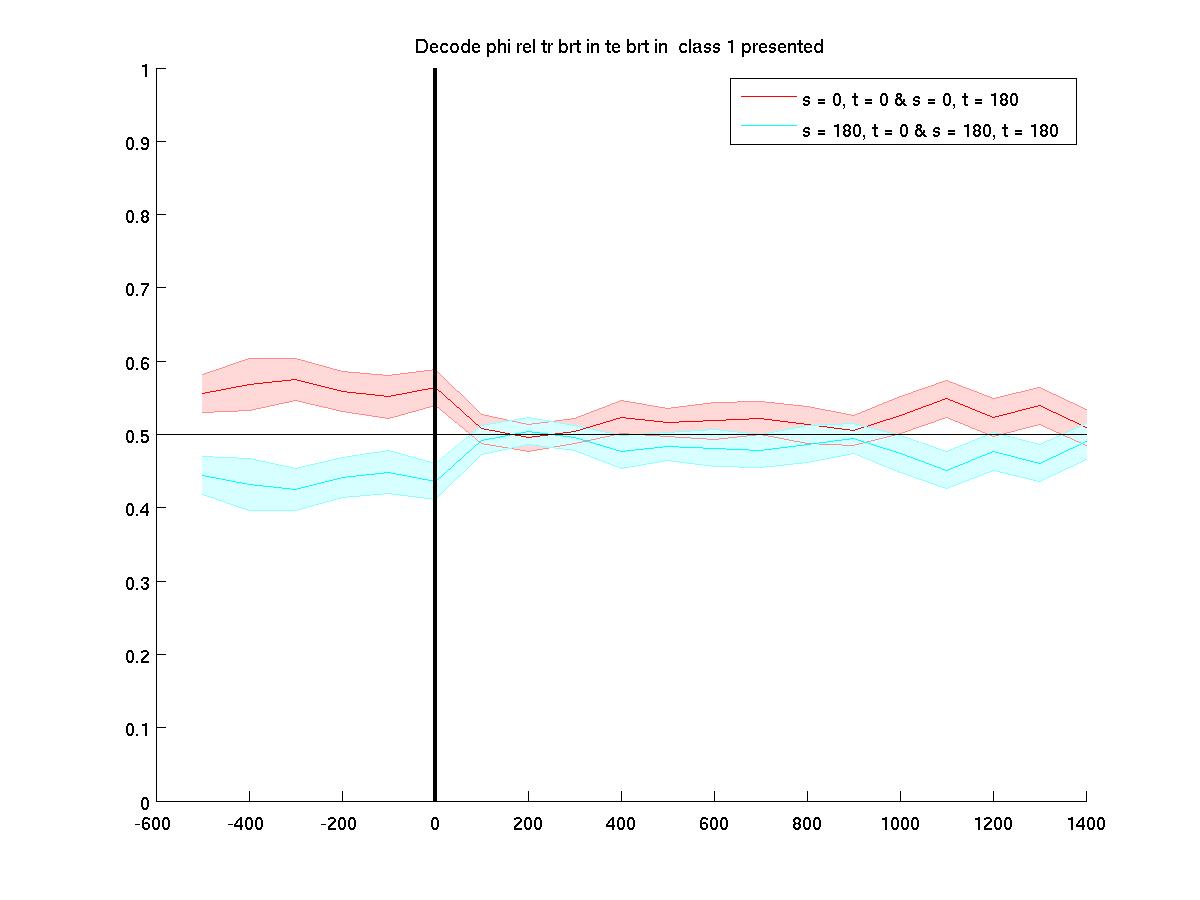 Decode phi rel tr brt in te brt in  class 1 presented
s = 0, t = 0 & s = 0, t = 180
s = 180, t = 0 & s = 180, t = 180
1
0.9
0.8
0.7
0.6
0.5
0.4
0.3
0.2
0.1
0
-600 -400 -200 0 200 400 600 800 1000 1200 1400